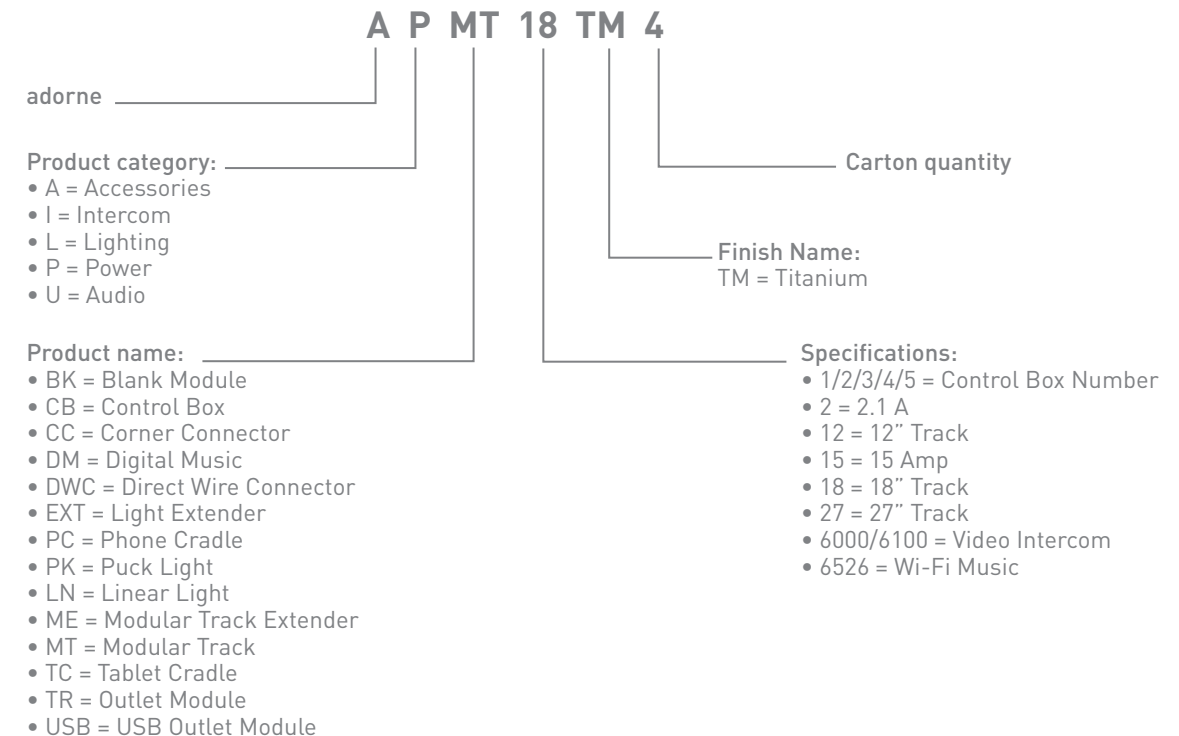 A P MT 18 TM 4
adorne
Product category:
• A = Accessories
• I = Intercom
• L = Lighting
• P = Power
• U = Audio
Carton quantity
Finish Name:
TM = Titanium
Product name:
• BK = Blank Module
• CB = Control Box
• CC = Corner Connector
• DM = Digital Music
• DWC = Direct Wire Connector
• EXT = Light Extender
• PC = Phone Cradle
• PK = Puck Light
• LN = Linear Light
• ME = Modular Track Extender
• MT = Modular Track
• TC = Tablet Cradle
• TR = Outlet Module
• USB = USB Outlet Module
Specifications:
• 1/2/3/4/5 = Control Box Number
• 2 = 2.1 A
• 12 = 12” Track
• 15 = 15 Amp
• 18 = 18” Track
• 27 = 27” Track
• 6000/6100 = Video Intercom
• 6526 = Wi-Fi Music